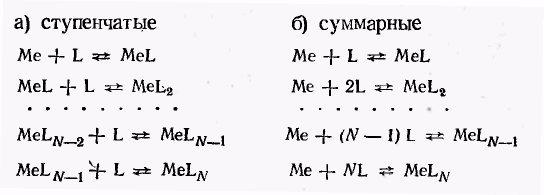 а) ступенчатые
Me + L ⇌ MeL
MeL + L ⇌ MeL₂
. . . . . . . . .
MeL_{N−2} + L ⇌ MeL_{N−1}
MeL_{N−1} + L ⇌ MeL_N
б) суммарные
Me + L ⇌ MeL
Me + 2L ⇌ MeL₂
. . . . . . . . .
Me + (N − 1) L ⇌ MeL_{N−1}
Me + NL ⇌ MeL_N